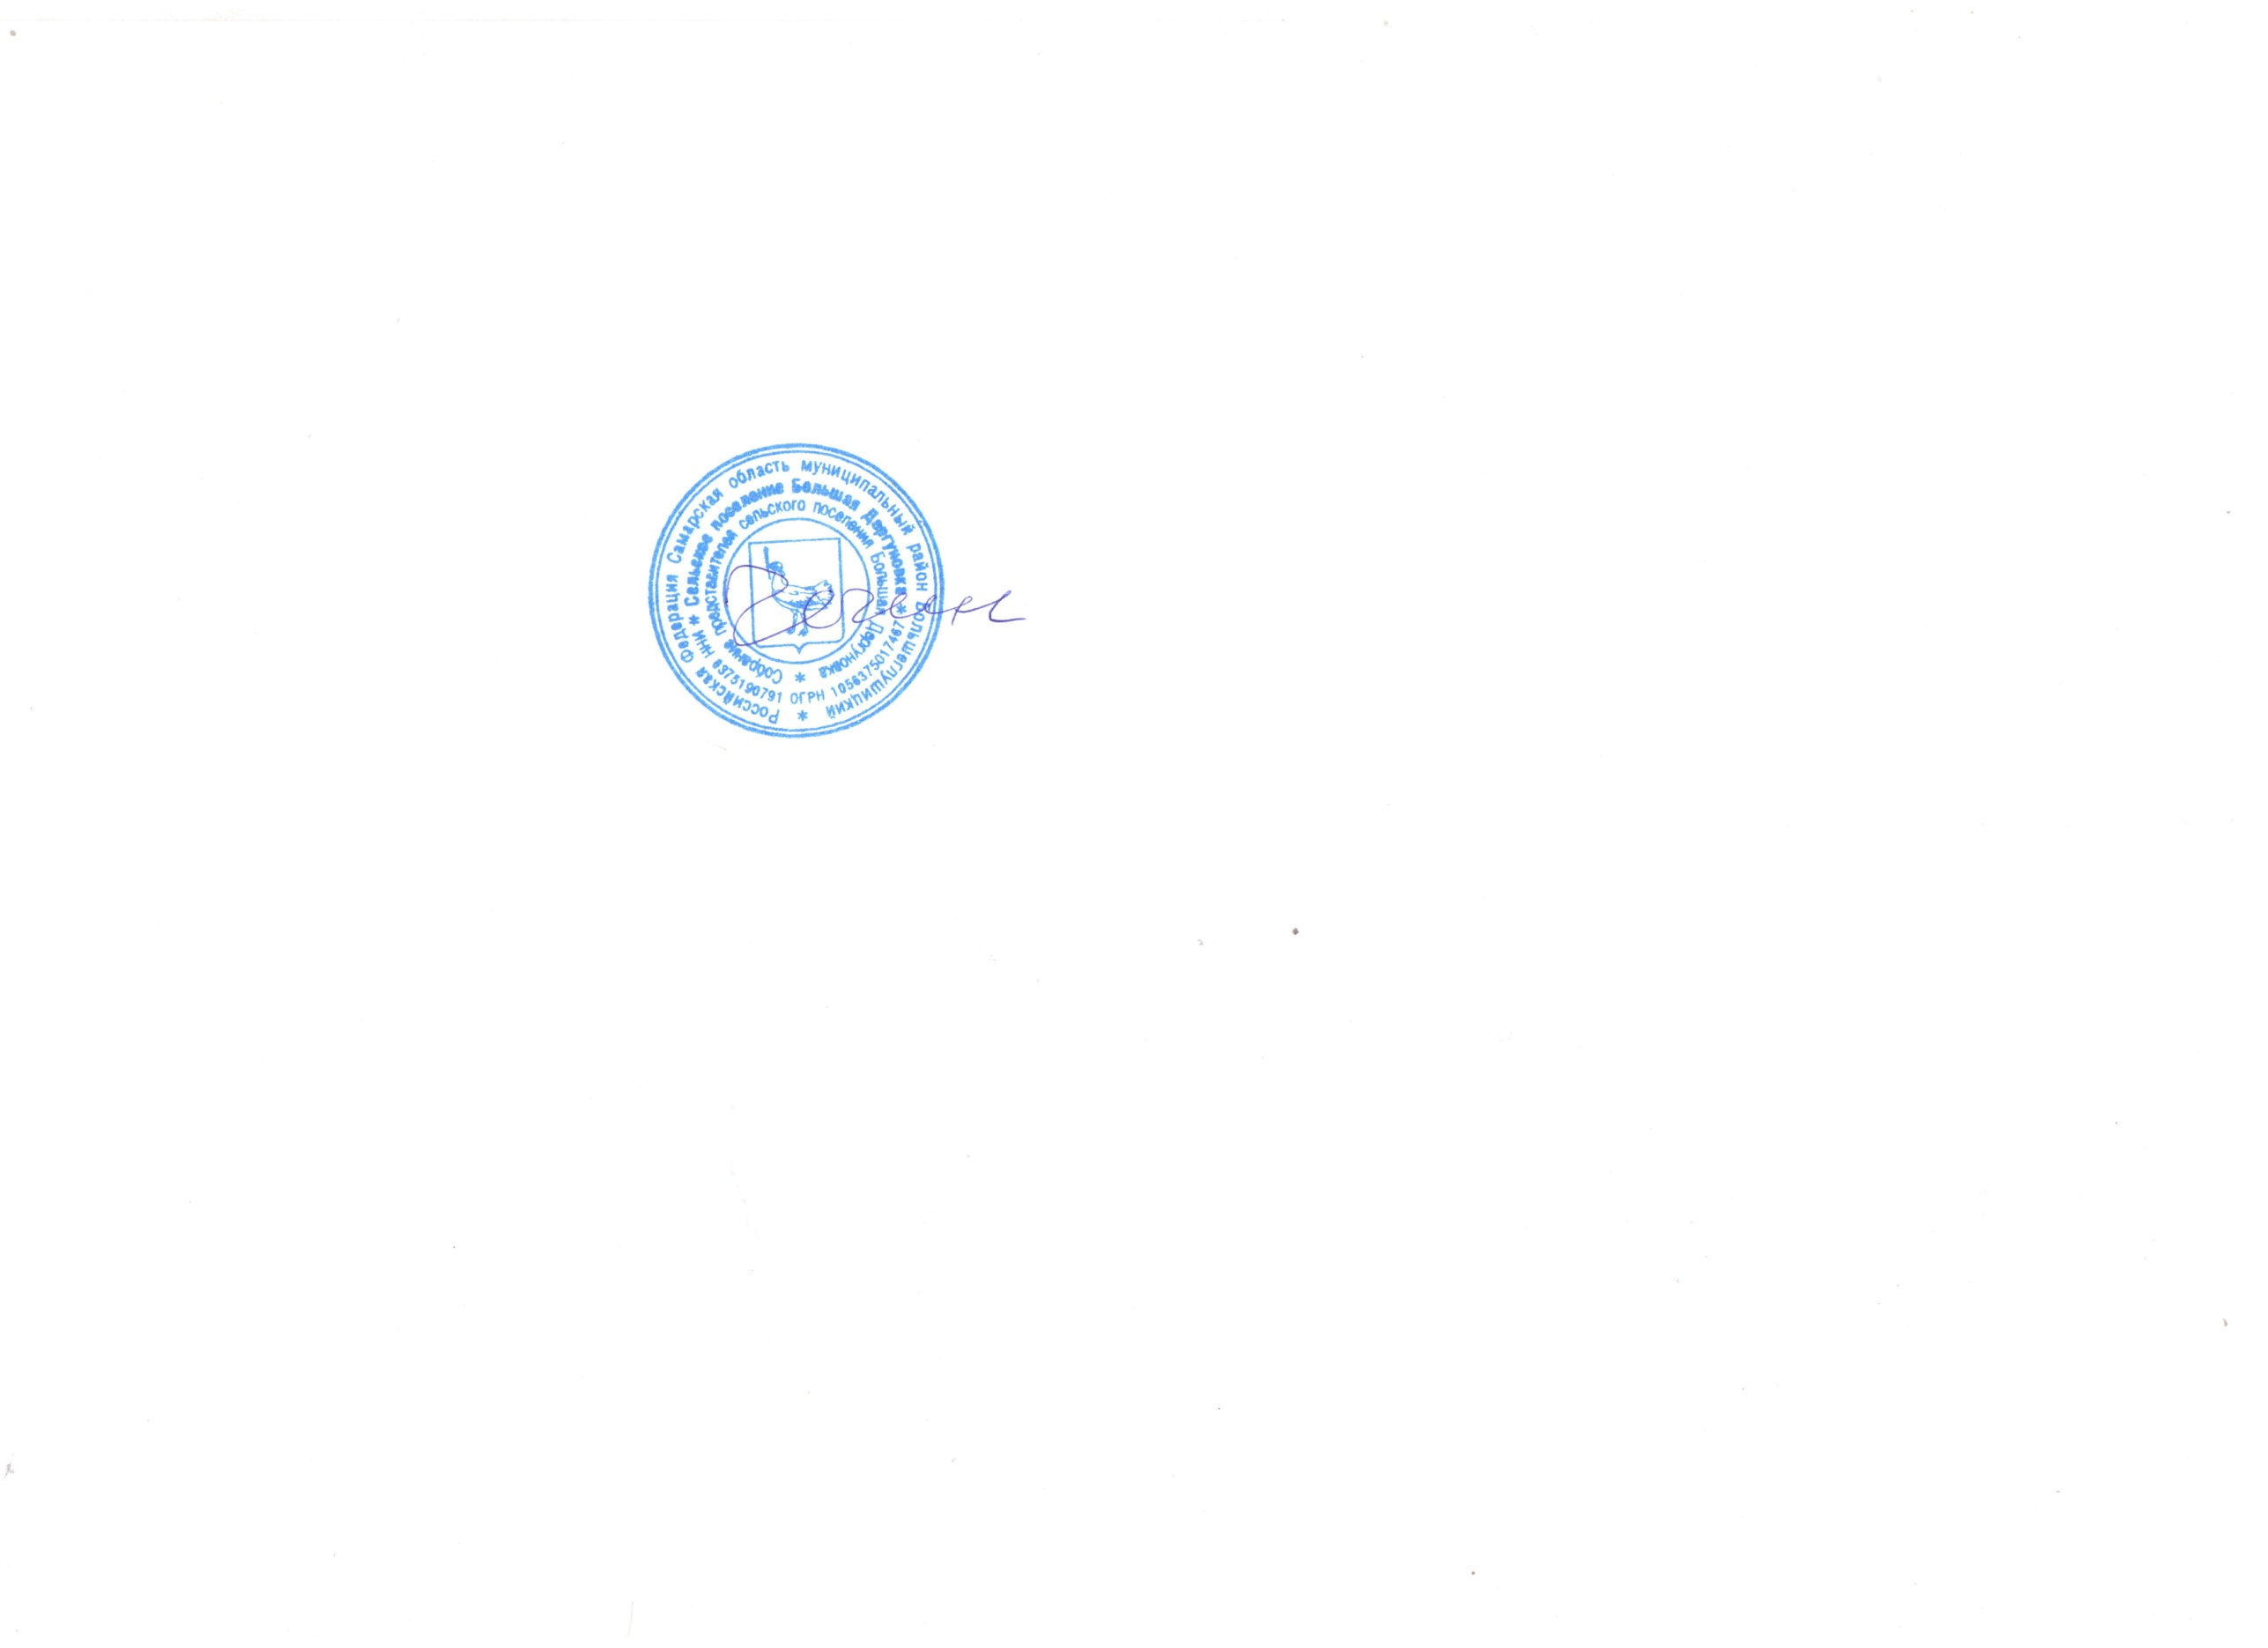 Российская Федерация Самарская область муниципальный район Большеглушицкий *
ИНН 6375190791 ОГРН 1056375017467
* Сельское поселение Большая Дергуновка *
Собрание представителей сельского поселения Большая Дергуновка *